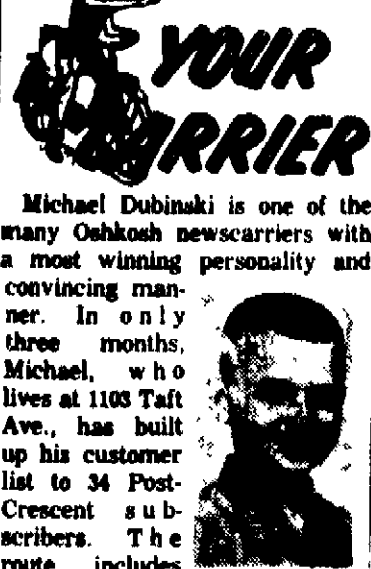 YOUR
CARRIER
Michael Dubinski is one of the
many Oshkosh newscarriers with
a most winning personality and
convincing man-
ner. In only
three months,
Michael, who
lives at 1103 Taft
Ave., has built
up his customer
list to 34 Post-
Crescent sub-
scribers. The
route includes